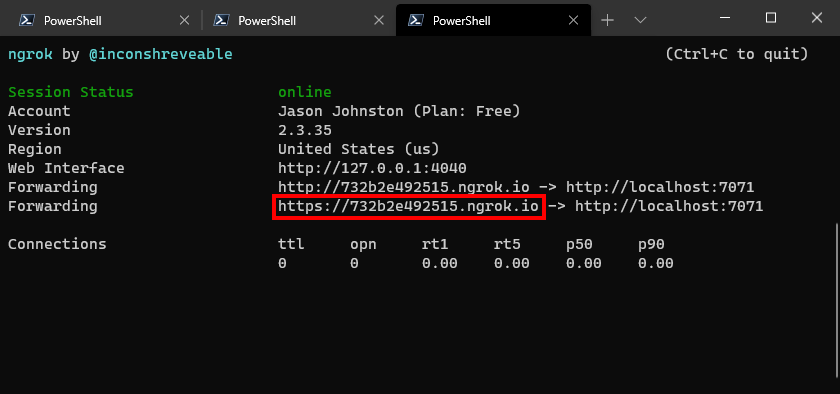 PowerShell PowerShell PowerShell
ngrok by @inconshreveable (Ctrl+C to quit)
Session Status online
Account Jason Johnston (Plan: Free)
Version 2.3.35
Region United States (us)
Web Interface http://127.0.0.1:4040
Forwarding http://732b2e492515.ngrok.io -> http://localhost:7071
Forwarding https://732b2e492515.ngrok.io -> http://localhost:7071
Connections ttl opn rt1 rt5 p50 p90
0 0 0.00 0.00 0.00 0.00